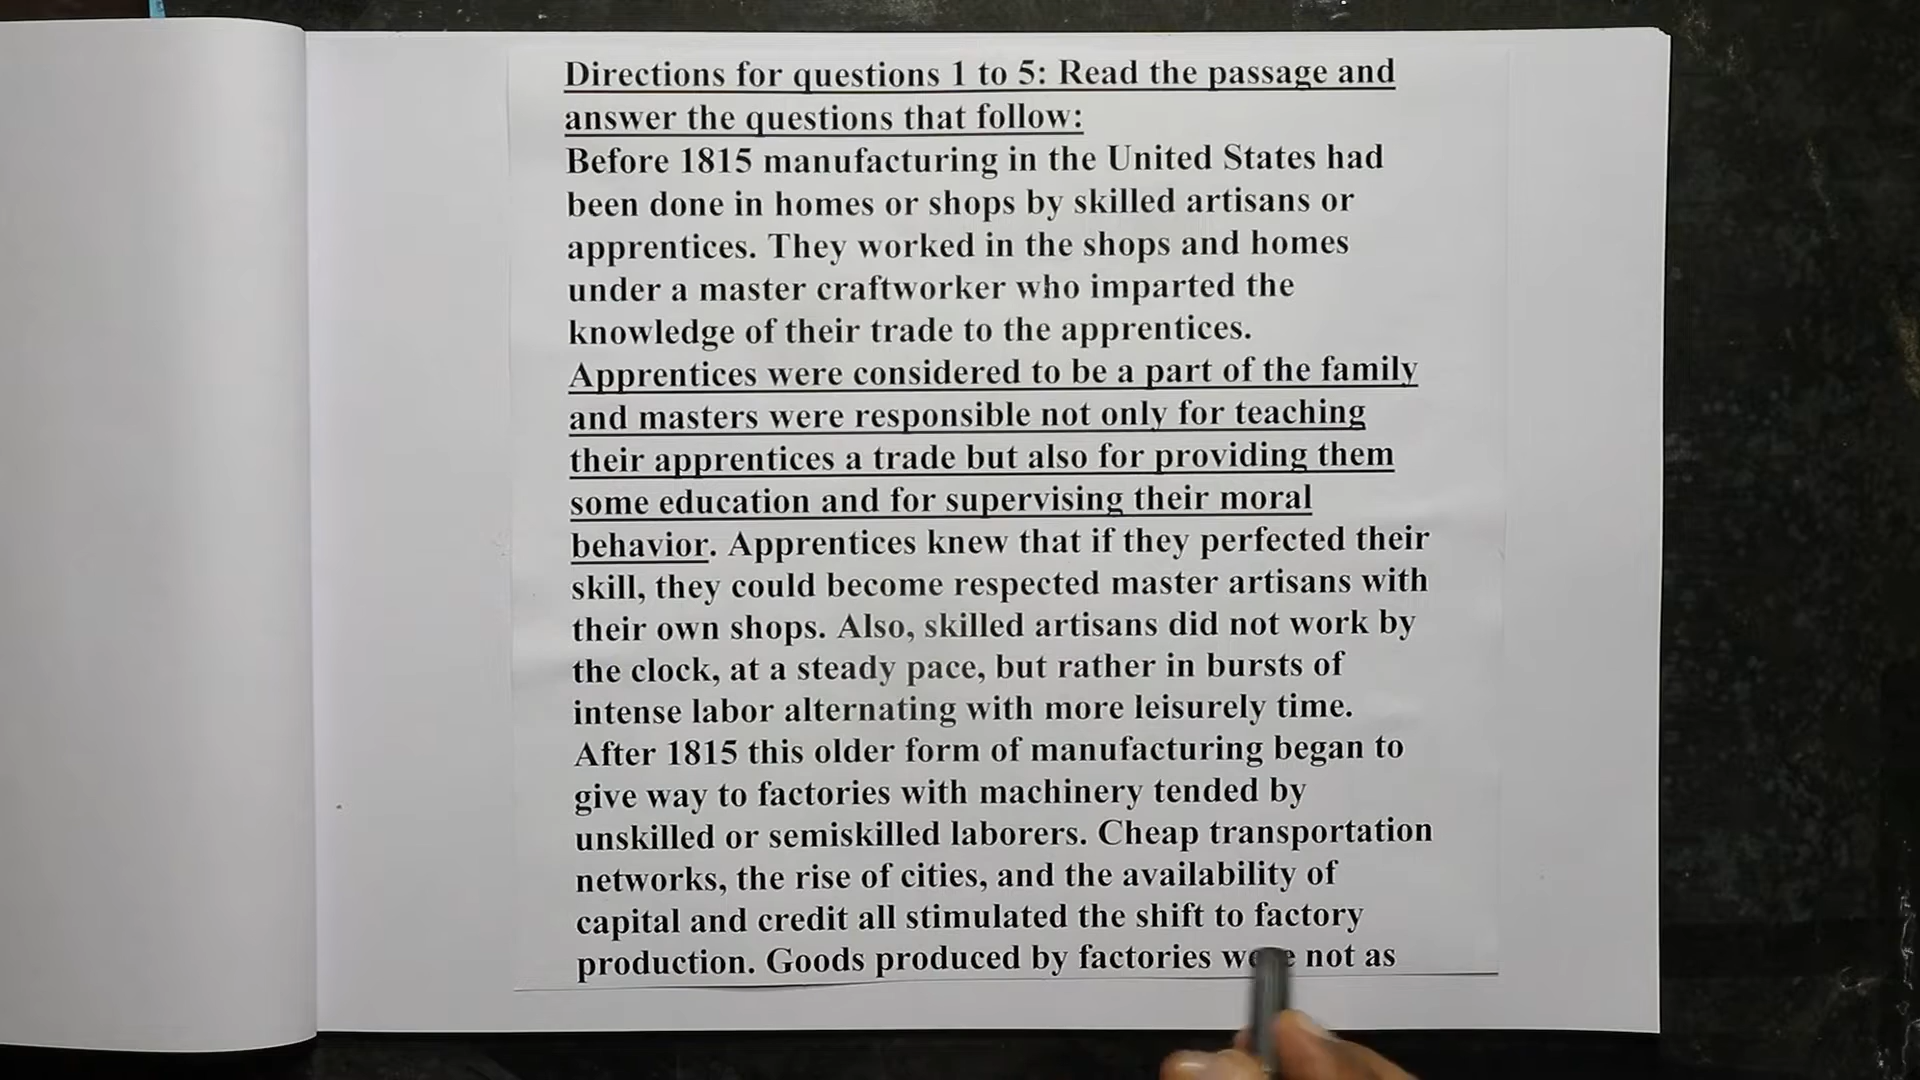 Directions for questions 1 to 5: Read the passage and
answer the questions that follow:
Before 1815 manufacturing in the United States had
been done in homes or shops by skilled artisans or
apprentices. They worked in the shops and homes
under a master craftworker who imparted the
knowledge of their trade to the apprentices.
Apprentices were considered to be a part of the family
and masters were responsible not only for teaching
their apprentices a trade but also for providing them
some education and for supervising their moral
behavior. Apprentices knew that if they perfected their
skill, they could become respected master artisans with
their own shops. Also, skilled artisans did not work by
the clock, at a steady pace, but rather in bursts of
intense labor alternating with more leisurely time.
After 1815 this older form of manufacturing began to
give way to factories with machinery tended by
unskilled or semiskilled laborers. Cheap transportation
networks, the rise of cities, and the availability of
capital and credit all stimulated the shift to factory
production. Goods produced by factories were not as